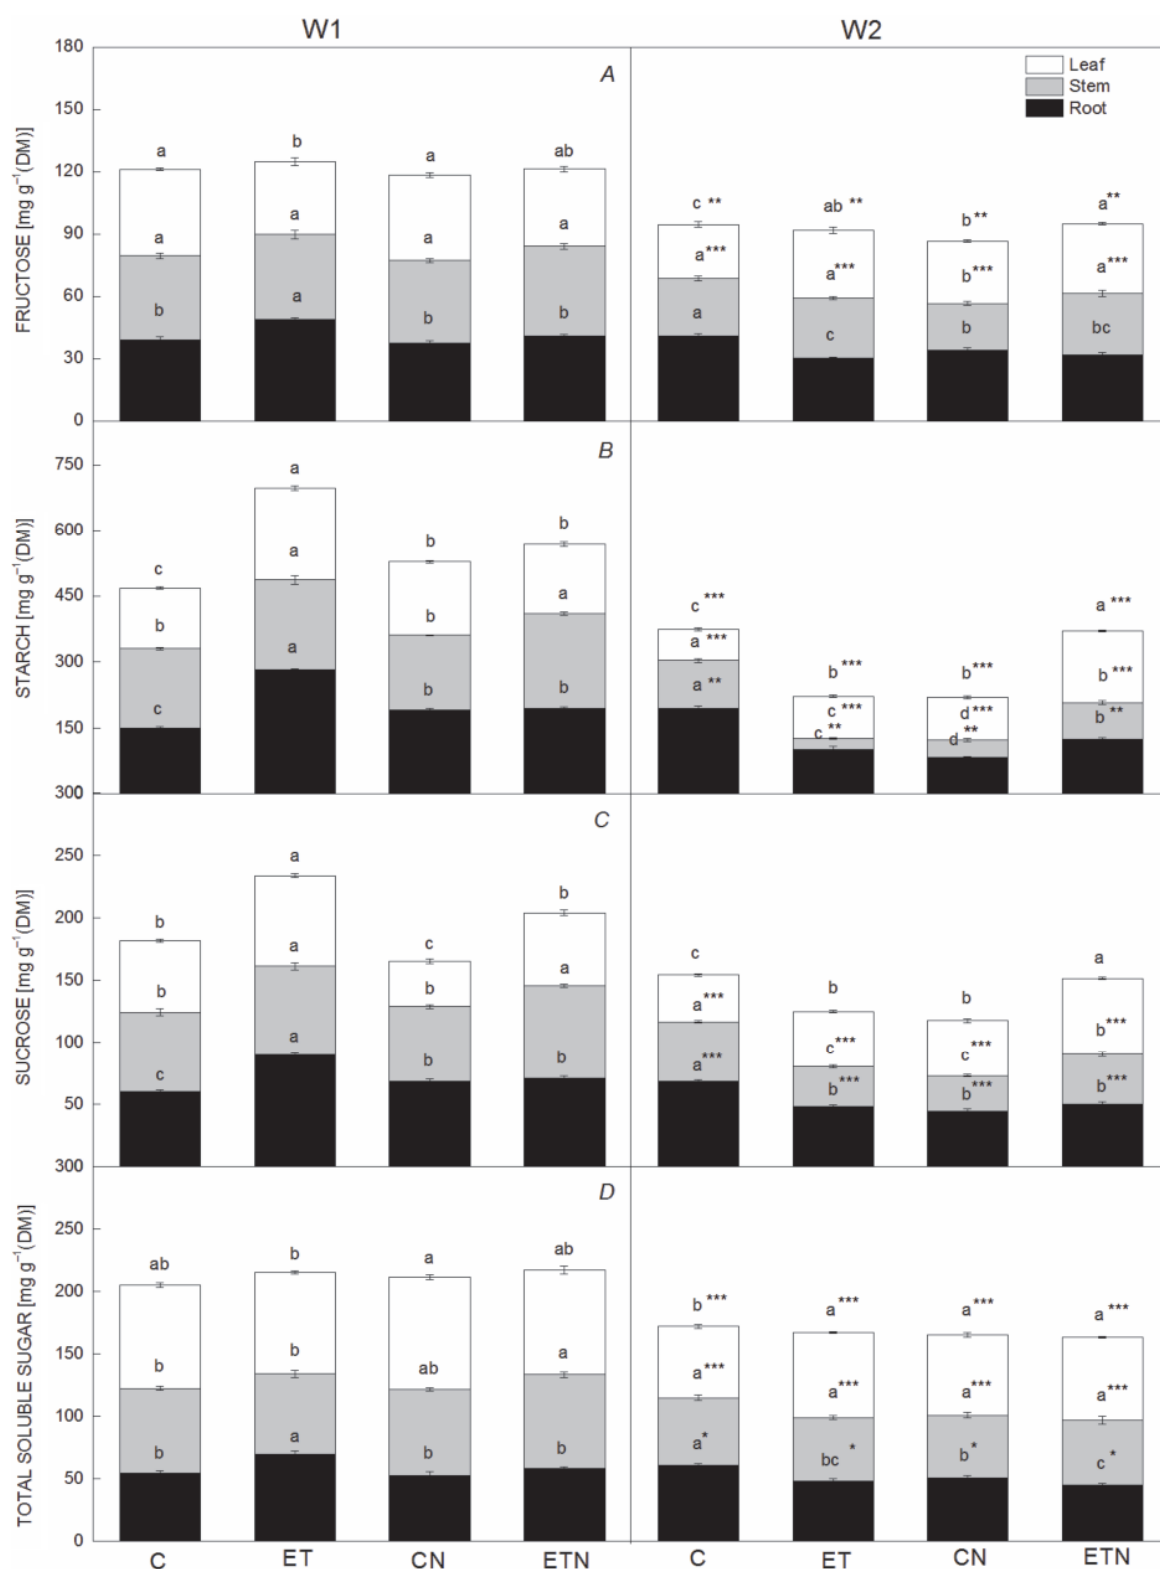 W1 W2
180
A
Leaf
Stem
Root
150
120
90
60
30
0
FRUCTOSE [mg g⁻¹(DM)]
a b a ab
a a a a
b a b b
c ** ab ** b ** a **
a *** a *** b *** a ***
a c b bc
B
750
600
450
300
150
300
STARCH [mg g⁻¹(DM)]
c a b b
b a b a
c a b b
c *** b *** b *** a ***
a *** c *** d *** b ***
a ** c ** d ** b **
C
250
200
150
100
50
300
SUCROSE [mg g⁻¹(DM)]
b a c b
b a b a
c a b b
c b b a
a *** c *** c *** b ***
a *** b *** b *** b ***
D
250
200
150
100
50
0
TOTAL SOLUBLE SUGAR [mg g⁻¹(DM)]
ab b a ab
b b ab a
b a b b
b *** a *** a *** a ***
a *** a *** a *** a ***
a * bc * b * c *
C ET CN ETN C ET CN ETN